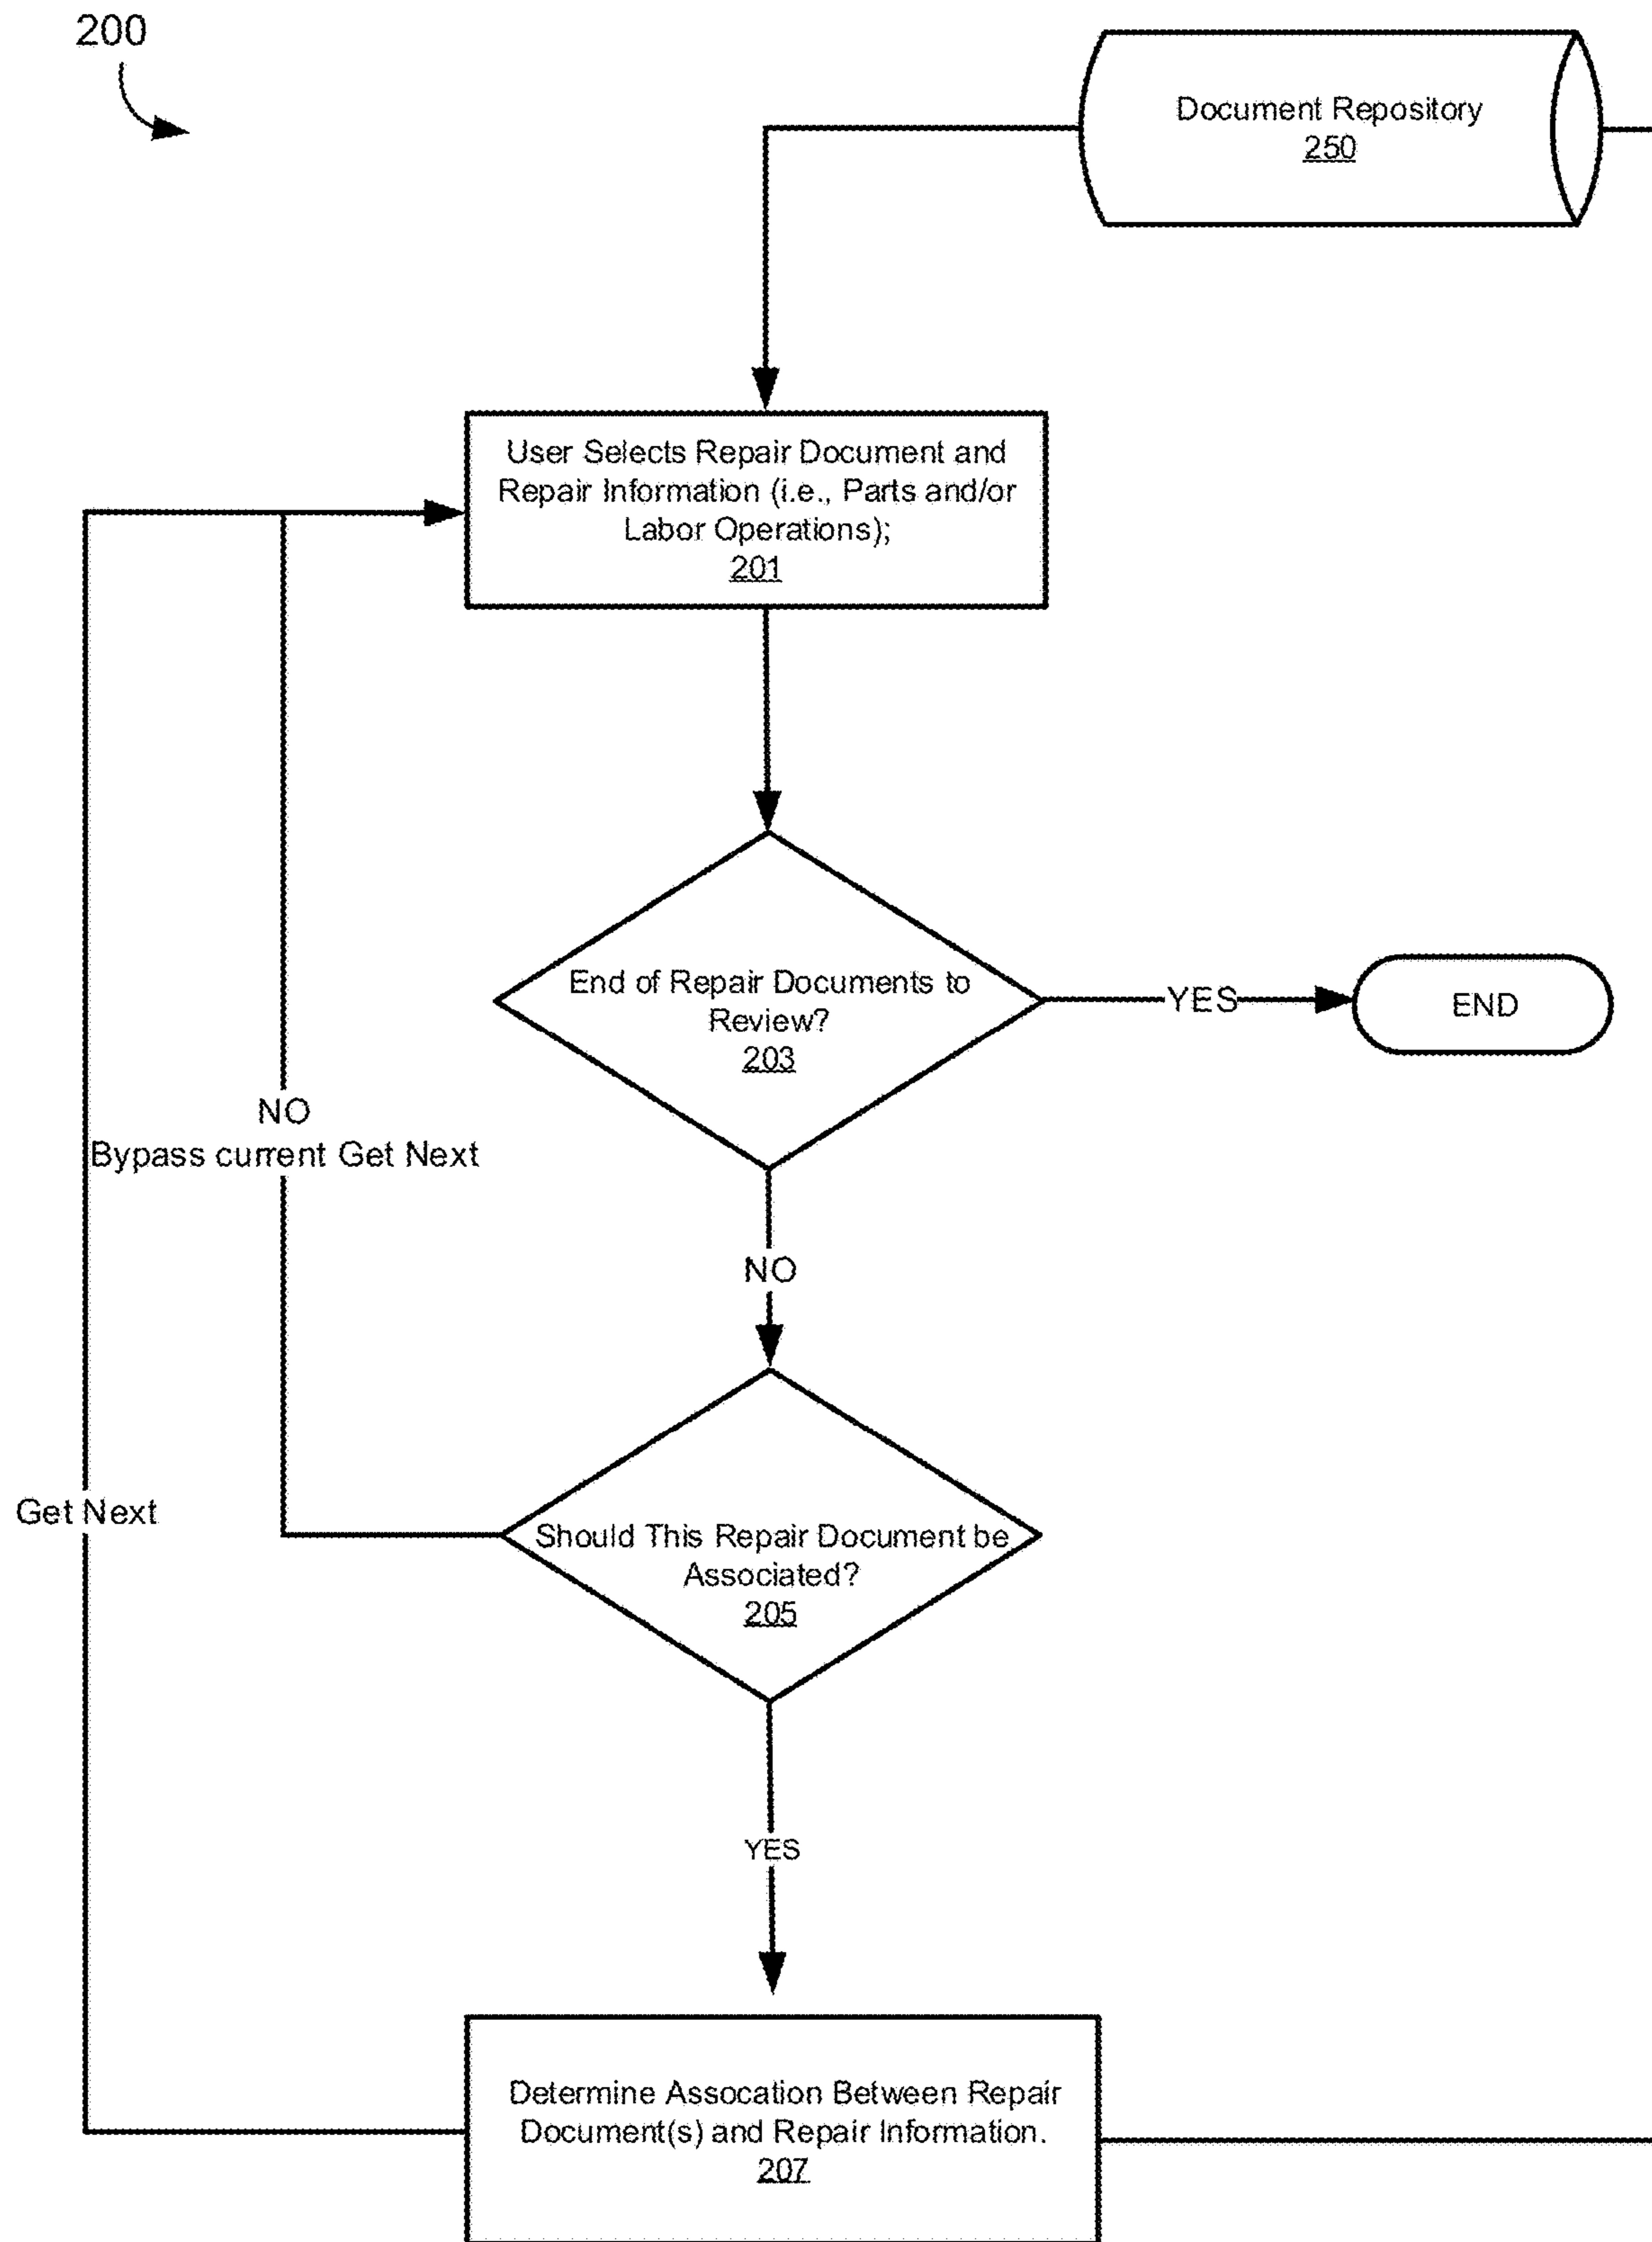 200
Document Repository
250
User Selects Repair Document and
Repair Information (i.e., Parts and/or
Labor Operations);
201
End of Repair Documents to
Review?
203
YES
END
NO
Bypass current Get Next
NO
Get Next
Should This Repair Document be
Associated?
205
YES
Determine Assocation Between Repair
Document(s) and Repair Information.
207